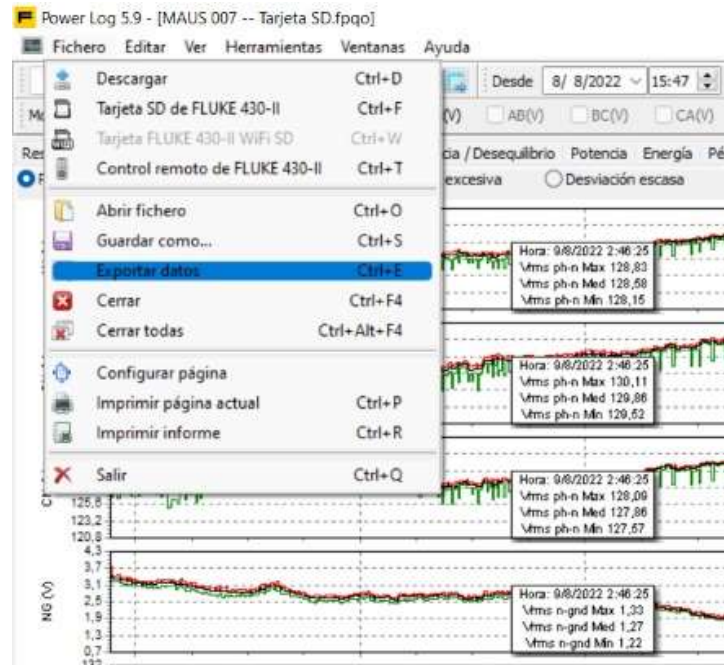 Power Log 5.9 - [MAUS 007 -- Tarjeta SD.fpqo]
Fichero Editar Ver Herramientas Ventanas Ayuda
Desde 8/ 8/2022 15:47
(V) AB(V) BC(V) CA(V)
Descargar Ctrl+D
Tarjeta SD de FLUKE 430-II Ctrl+F
Tarjeta FLUKE 430-II WiFi SD Ctrl+W
Control remoto de FLUKE 430-II Ctrl+T
Abrir fichero Ctrl+O
Guardar como... Ctrl+S
Exportar datos Ctrl+E
Cerrar Ctrl+F4
Cerrar todas Ctrl+Alt+F4
Configurar página
Imprimir página actual Ctrl+P
Imprimir informe Ctrl+R
Salir Ctrl+Q
cia / Desequilibrio Potencia Energía Pé
excesiva Desviación escasa
Hora: 9/8/2022 2:46:25
Vrms ph-n Max 128,83
Vrms ph-n Med 128,58
Vrms ph-n Min 128,15
Hora: 9/8/2022 2:46:25
Vrms ph-n Max 130,11
Vrms ph-n Med 129,86
Vrms ph-n Min 129,52
Hora: 9/8/2022 2:46:25
Vrms ph-n Max 128,09
Vrms ph-n Med 127,86
Vrms ph-n Min 127,57
125,6
123,2
120,8
NG (V)
4,3
3,7
3,1
2,5
1,9
1,3
0,7
Hora: 9/8/2022 2:46:25
Vrms n-gnd Max 1,33
Vrms n-gnd Med 1,27
Vrms n-gnd Min 1,22